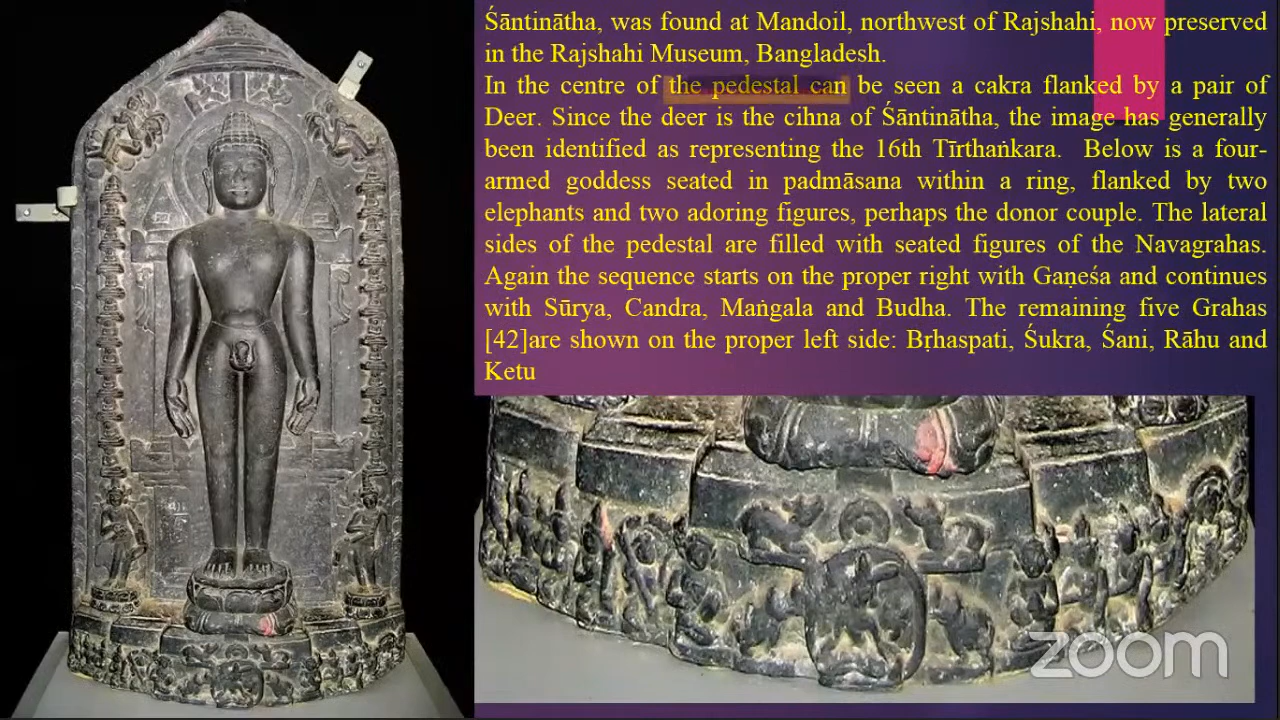 Śāntinātha, was found at Mandoil, northwest of Rajshahi, now preserved
in the Rajshahi Museum, Bangladesh.
In the centre of the pedestal can be seen a cakra flanked by a pair of
Deer. Since the deer is the cihna of Śāntinātha, the image has generally
been identified as representing the 16th Tīrthaṅkara. Below is a four-
armed goddess seated in padmāsana within a ring, flanked by two
elephants and two adoring figures, perhaps the donor couple. The lateral
sides of the pedestal are filled with seated figures of the Navagrahas.
Again the sequence starts on the proper right with Gaṇeśa and continues
with Sūrya, Candra, Maṅgala and Budha. The remaining five Grahas
[42]are shown on the proper left side: Bṛhaspati, Śukra, Śani, Rāhu and
Ketu
zoom